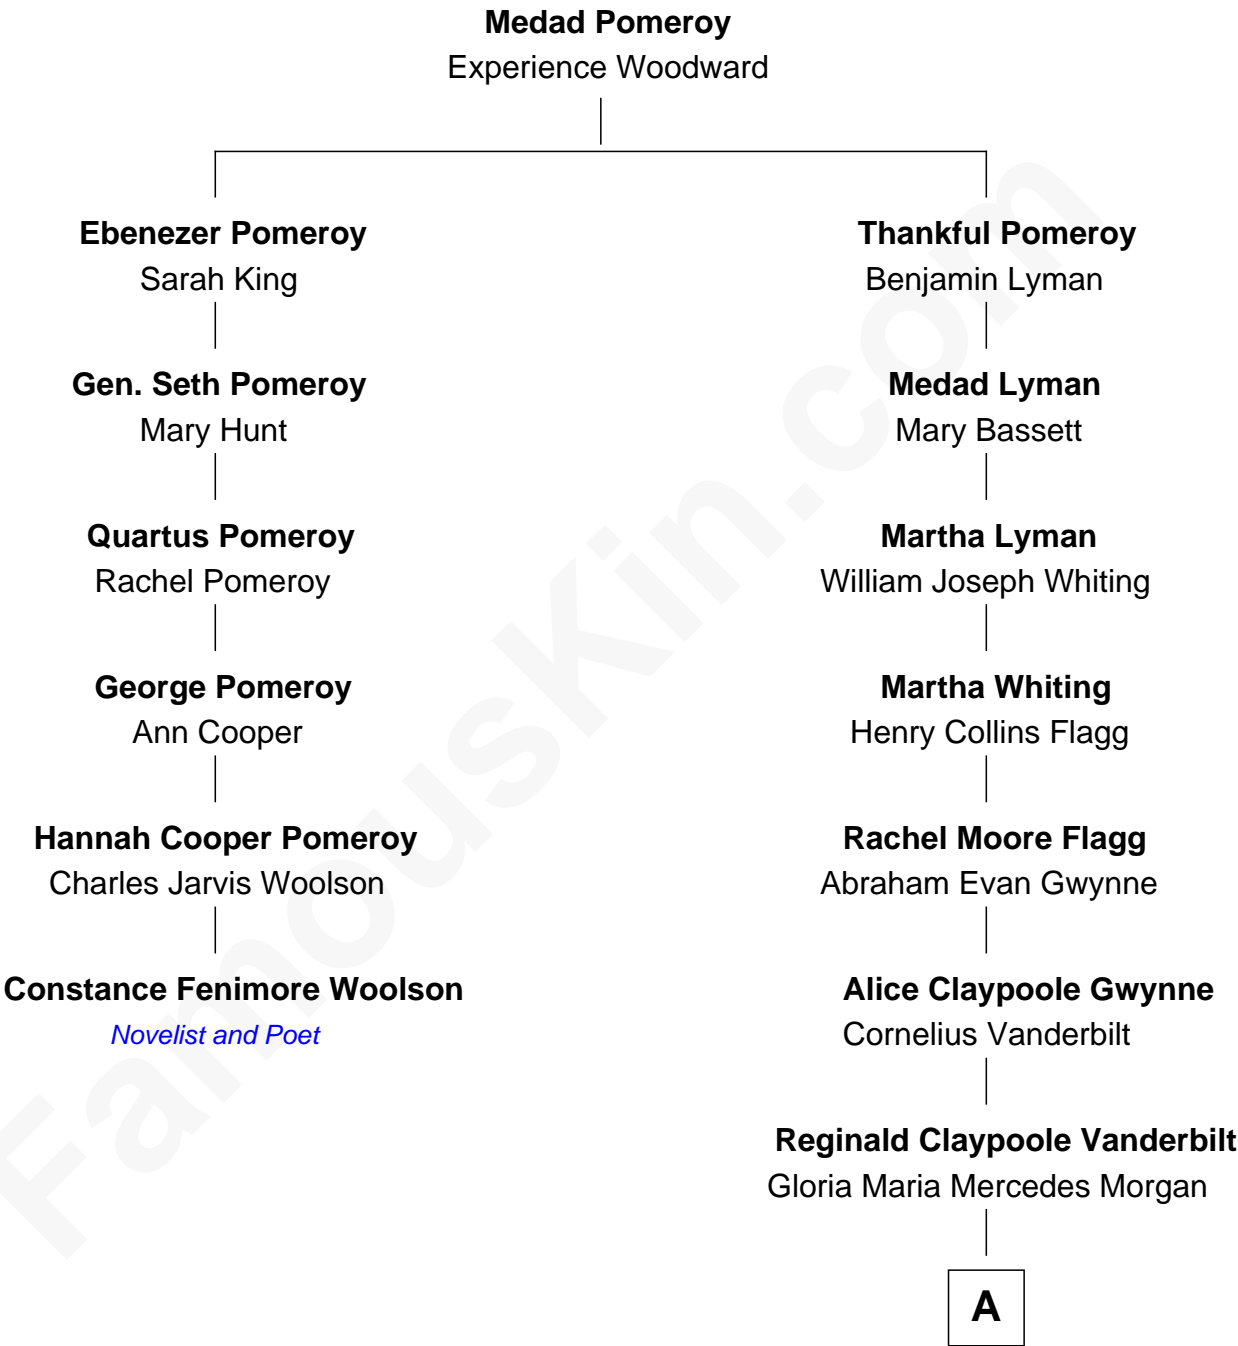 Medad Pomeroy
Experience Woodward
Ebenezer Pomeroy
Sarah King
Gen. Seth Pomeroy
Mary Hunt
Quartus Pomeroy
Rachel Pomeroy
George Pomeroy
Ann Cooper
Hannah Cooper Pomeroy
Charles Jarvis Woolson
Constance Fenimore Woolson
Novelist and Poet
Thankful Pomeroy
Benjamin Lyman
Medad Lyman
Mary Bassett
Martha Lyman
William Joseph Whiting
Martha Whiting
Henry Collins Flagg
Rachel Moore Flagg
Abraham Evan Gwynne
Alice Claypoole Gwynne
Cornelius Vanderbilt
Reginald Claypoole Vanderbilt
Gloria Maria Mercedes Morgan
A
FamousKin.com